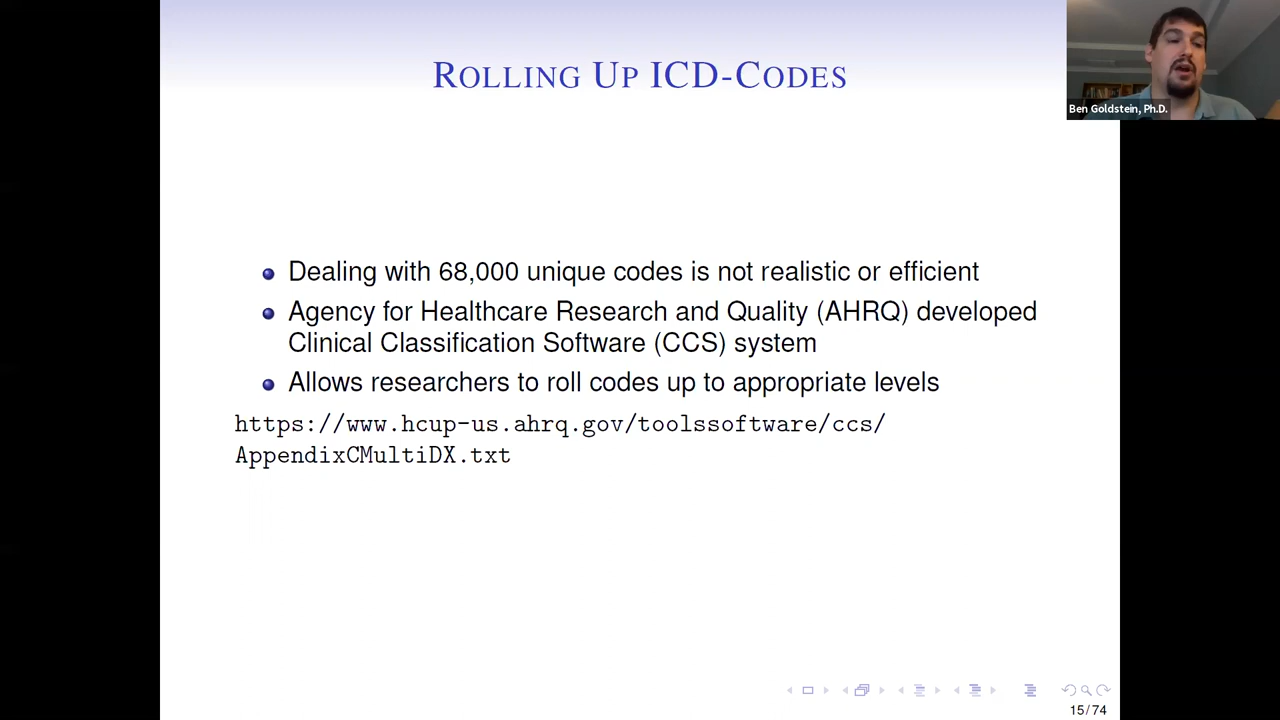 ROLLING UP ICD-CODES
Ben Goldstein, Ph.D.
Dealing with 68,000 unique codes is not realistic or efficient
Agency for Healthcare Research and Quality (AHRQ) developed
Clinical Classification Software (CCS) system
Allows researchers to roll codes up to appropriate levels
https://www.hcup-us.ahrq.gov/toolssoftware/ccs/
AppendixCMultiDX.txt
15/74